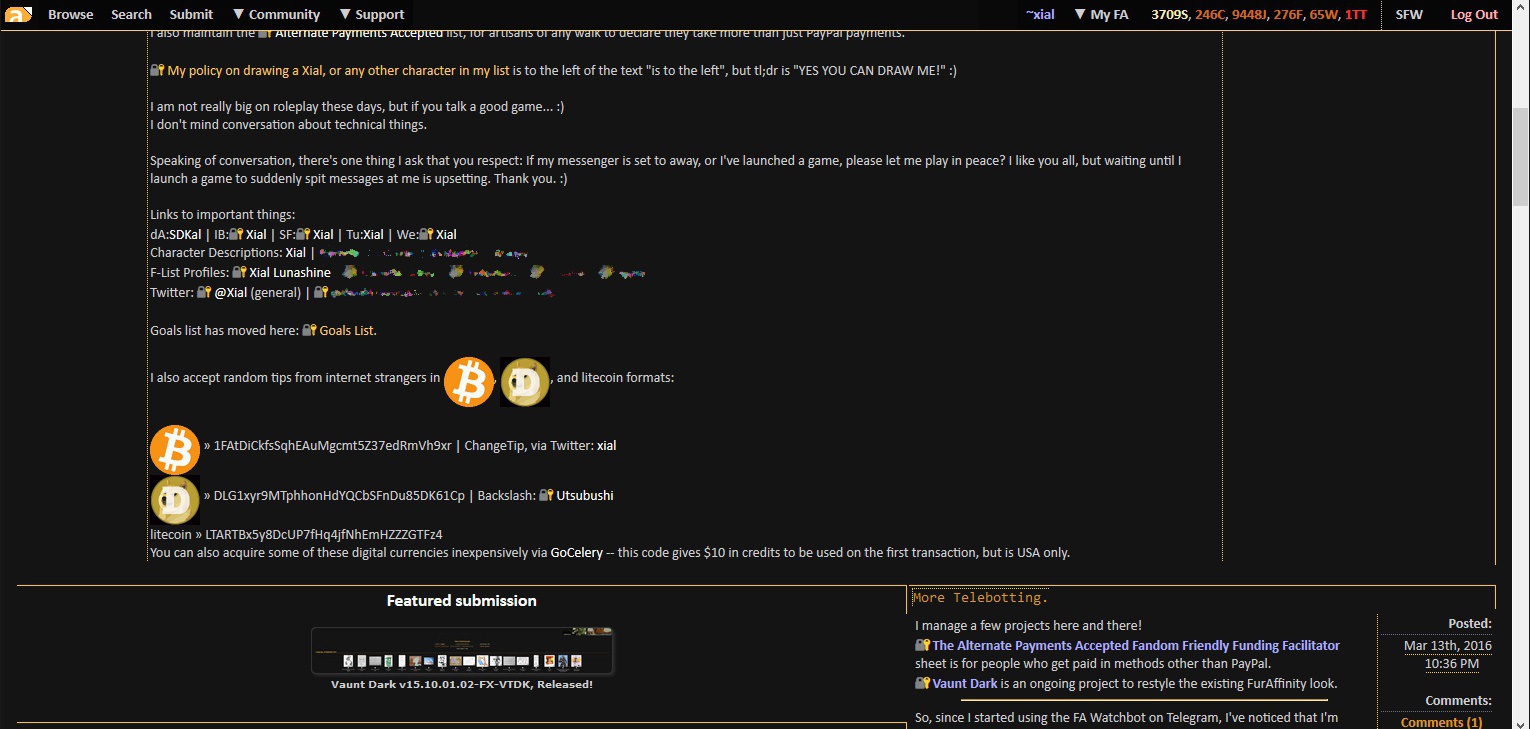 Browse Search Submit ▼ Community ▼ Support ~xial ▼ My FA 3709S, 246C, 9448J, 276F, 65W, 1TT SFW Log Out
I also maintain the Alternate Payments Accepted list, for artisans of any walk to declare they take more than just PayPal payments.
My policy on drawing a Xial, or any other character in my list is to the left of the text "is to the left", but tl;dr is "YES YOU CAN DRAW ME!" :)
I am not really big on roleplay these days, but if you talk a good game... :)
I don't mind conversation about technical things.
Speaking of conversation, there's one thing I ask that you respect: If my messenger is set to away, or I've launched a game, please let me play in peace? I like you all, but waiting until I
launch a game to suddenly spit messages at me is upsetting. Thank you. :)
Links to important things:
dA:SDKal | IB: Xial | SF: Xial | Tu:Xial | We: Xial
Character Descriptions: Xial |
F-List Profiles: Xial Lunashine
Twitter: @Xial (general) |
Goals list has moved here: Goals List.
I also accept random tips from internet strangers in , , and litecoin formats:
» 1FAtDiCkfsSqhEAuMgcmt5Z37edRmVh9xr | ChangeTip, via Twitter: xial
» DLG1xyr9MTphhonHdYQCbSFnDu85DK61Cp | Backslash: Utsubushi
litecoin » LTARTBx5y8DcUP7fHq4jfNhEmHZZZGTFz4
You can also acquire some of these digital currencies inexpensively via GoCelery -- this code gives $10 in credits to be used on the first transaction, but is USA only.
Featured submission
Vaunt Dark v15.10.01.02-FX-VTDK, Released!
More Telebotting.
I manage a few projects here and there!
The Alternate Payments Accepted Fandom Friendly Funding Facilitator
sheet is for people who get paid in methods other than PayPal.
Vaunt Dark is an ongoing project to restyle the existing FurAffinity look.
So, since I started using the FA Watchbot on Telegram, I've noticed that I'm
Posted:
Mar 13th, 2016
10:36 PM
Comments:
Comments (1)